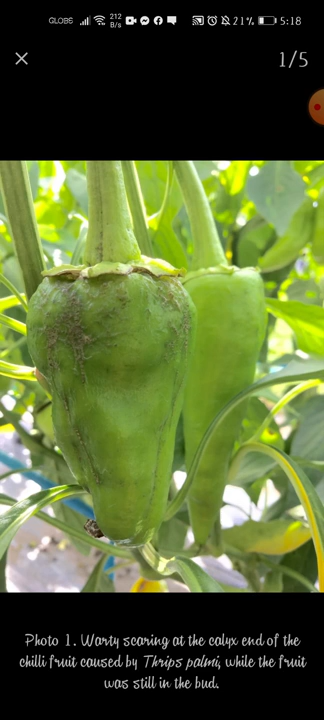 GLOBE 212 B/s 21% 5:18
1/5
Photo 1. Warty scaring at the calyx end of the
chilli fruit caused by Thrips palmi, while the fruit
was still in the bud.